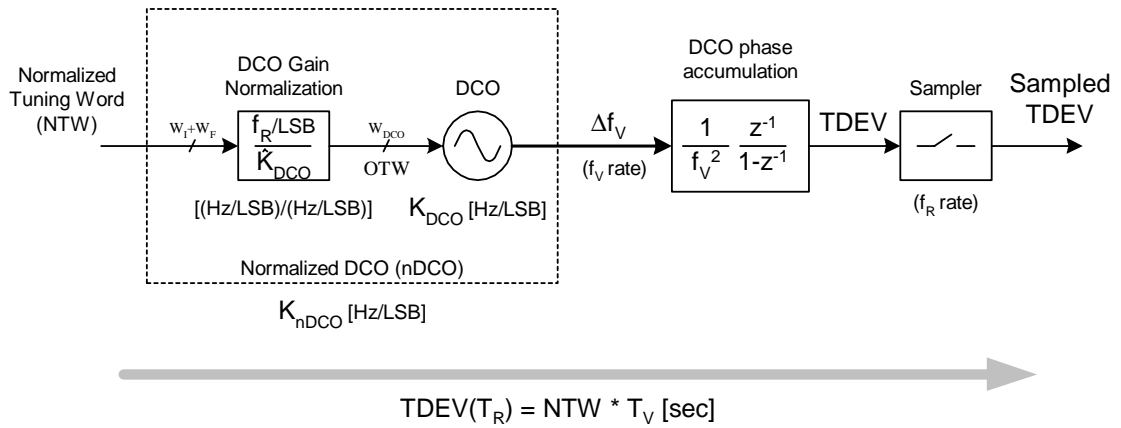 Normalized
Tuning Word
(NTW)
W_I+W_F
DCO Gain
Normalization
f_R/LSB
K̂_DCO
[(Hz/LSB)/(Hz/LSB)]
W_DCO
OTW
DCO
K_DCO [Hz/LSB]
Normalized DCO (nDCO)
K_nDCO [Hz/LSB]
Δf_V
(f_V rate)
DCO phase
accumulation
1 z⁻¹
f_V² 1-z⁻¹
TDEV
Sampler
(f_R rate)
Sampled
TDEV
TDEV(T_R) = NTW * T_V [sec]